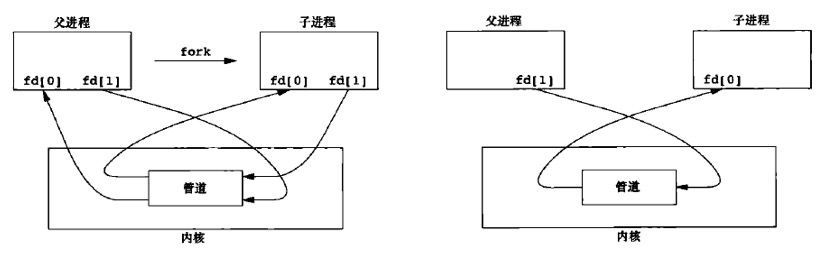 父进程 子进程
fork
fd[0] fd[1] fd[0] fd[1]
管道
内核
父进程 子进程
fd[1] fd[0]
管道
内核